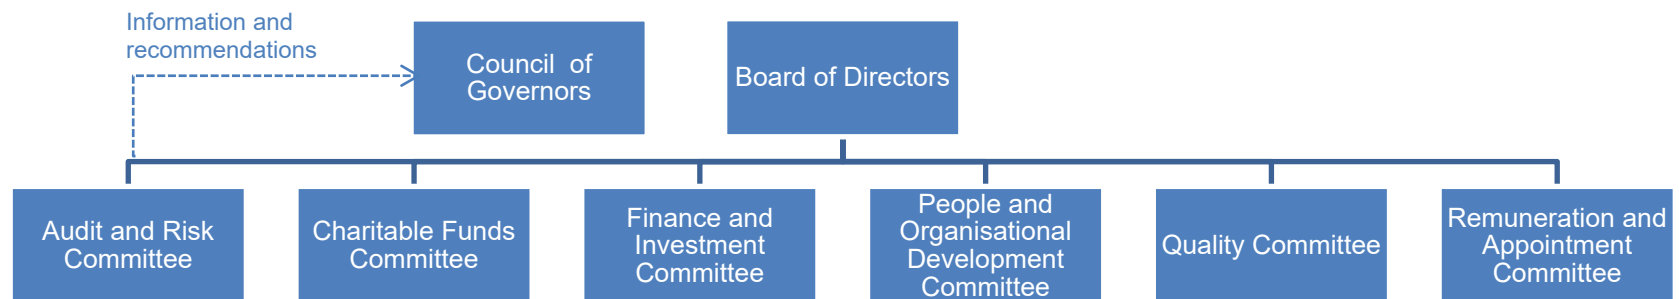 Information and
recommendations
Council of
Governors
Board of Directors
Audit and Risk
Committee
Charitable Funds
Committee
Finance and
Investment
Committee
People and
Organisational
Development
Committee
Quality Committee
Remuneration and
Appointment
Committee